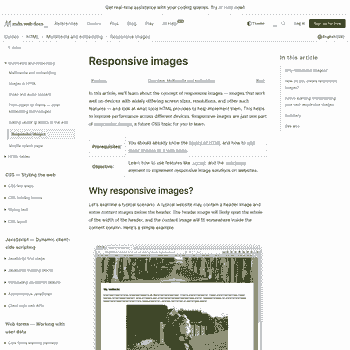 Get real-time assistance with your coding queries. Try AI Help now!
mdn web docs
References
Guides
Plus
Blog
Play
AI Help
Theme
Log in
Sign up for free
Guides > HTML > Multimedia and embedding > Responsive images
English (US)
Responsive images
Previous
Overview: Multimedia and embedding
Next
In this article, we'll learn about the concept of responsive images — images that work
well on devices with widely differing screen sizes, resolutions, and other such
features — and look at what tools HTML provides to help implement them. This helps
to improve performance across different devices. Responsive images are just one part
of responsive design, a future CSS topic for you to learn.
Prerequisites:
You should already know the basics of HTML and how to add
static images to a web page.
Objective:
Learn how to use features like srcset and the <picture>
element to implement responsive image solutions on websites.
Why responsive images?
Let's examine a typical scenario. A typical website may contain a header image and
some content images below the header. The header image will likely span the whole
of the width of the header, and the content image will fit somewhere inside the
content column. Here's a simple example:
My website
In this article
Why responsive images?
How do you create responsive
images?
Active learning: Implementing
your own responsive images
Summary
See also
Filter
Multimedia and embedding
Multimedia and embedding
Images in HTML
Video and audio content
From object to iframe — other
embedding technologies
Adding vector graphics to the web
Responsive images
Mozilla splash page
HTML tables
CSS — Styling the web
CSS first steps
CSS building blocks
Styling text
CSS layout
JavaScript — Dynamic client-
side scripting
JavaScript first steps
JavaScript building blocks
Introducing JavaScript objects
Asynchronous JavaScript
Client-side web APIs
Web forms — Working with
user data